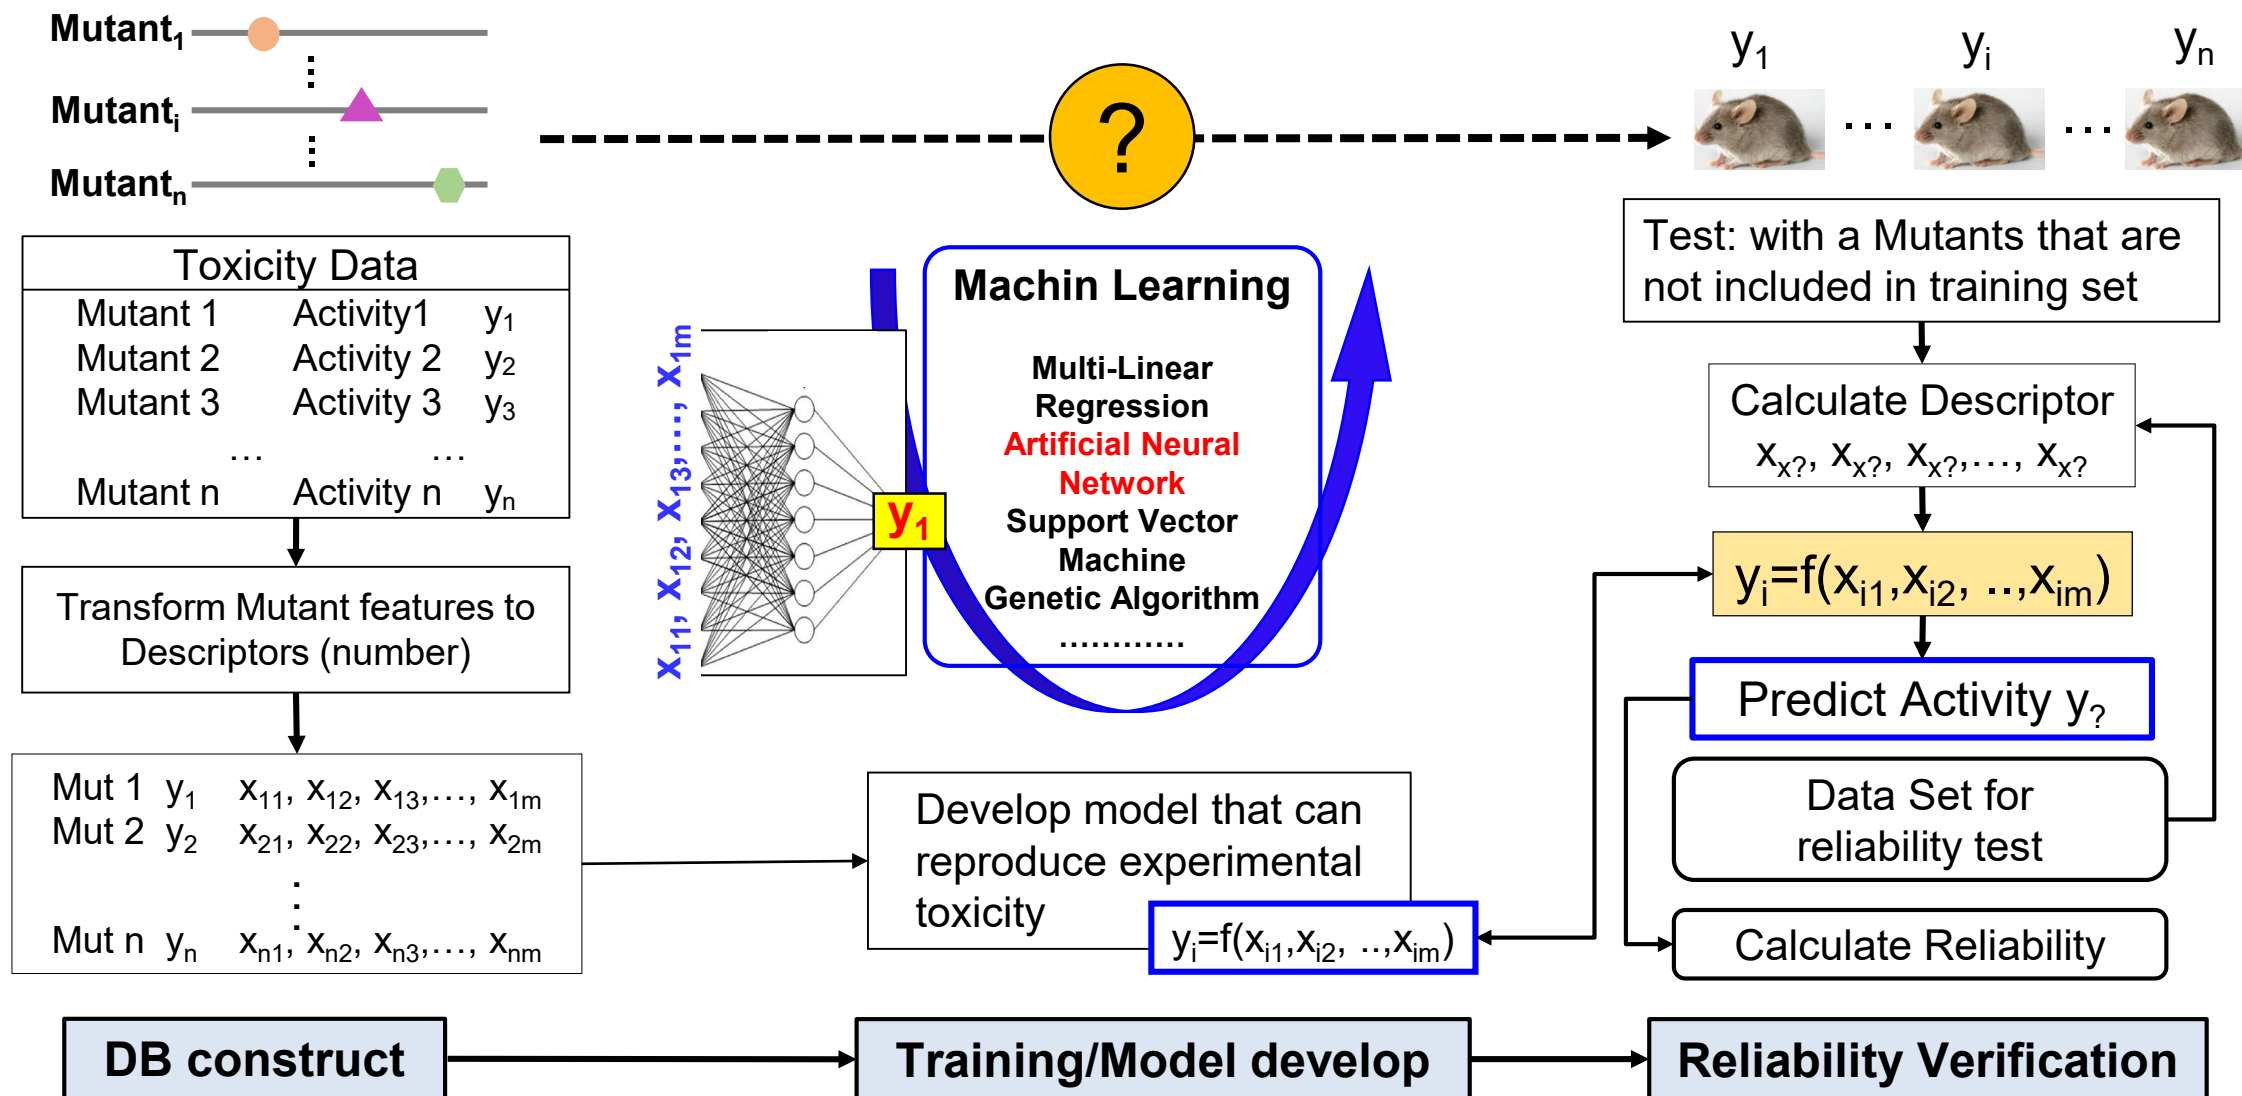 Mutant1
⋮
Mutanti
⋮
Mutantn
?
y1 yi yn
... ...
Toxicity Data
Mutant 1 Activity1 y1
Mutant 2 Activity 2 y2
Mutant 3 Activity 3 y3
... ...
Mutant n Activity n yn
Transform Mutant features to
Descriptors (number)
Mut 1 y1 x11, x12, x13,..., x1m
Mut 2 y2 x21, x22, x23,..., x2m
⋮
Mut n yn xn1, xn2, xn3,..., xnm
x11, x12, x13,..., x1m
y1
Machin Learning
Multi-Linear
Regression
Artificial Neural
Network
Support Vector
Machine
Genetic Algorithm
............
Develop model that can
reproduce experimental
toxicity
yi=f(xi1,xi2, ..,xim)
Test: with a Mutants that are
not included in training set
Calculate Descriptor
xx?, xx?, xx?,..., xx?
yi=f(xi1,xi2, ..,xim)
Predict Activity y?
Data Set for
reliability test
Calculate Reliability
DB construct
Training/Model develop
Reliability Verification